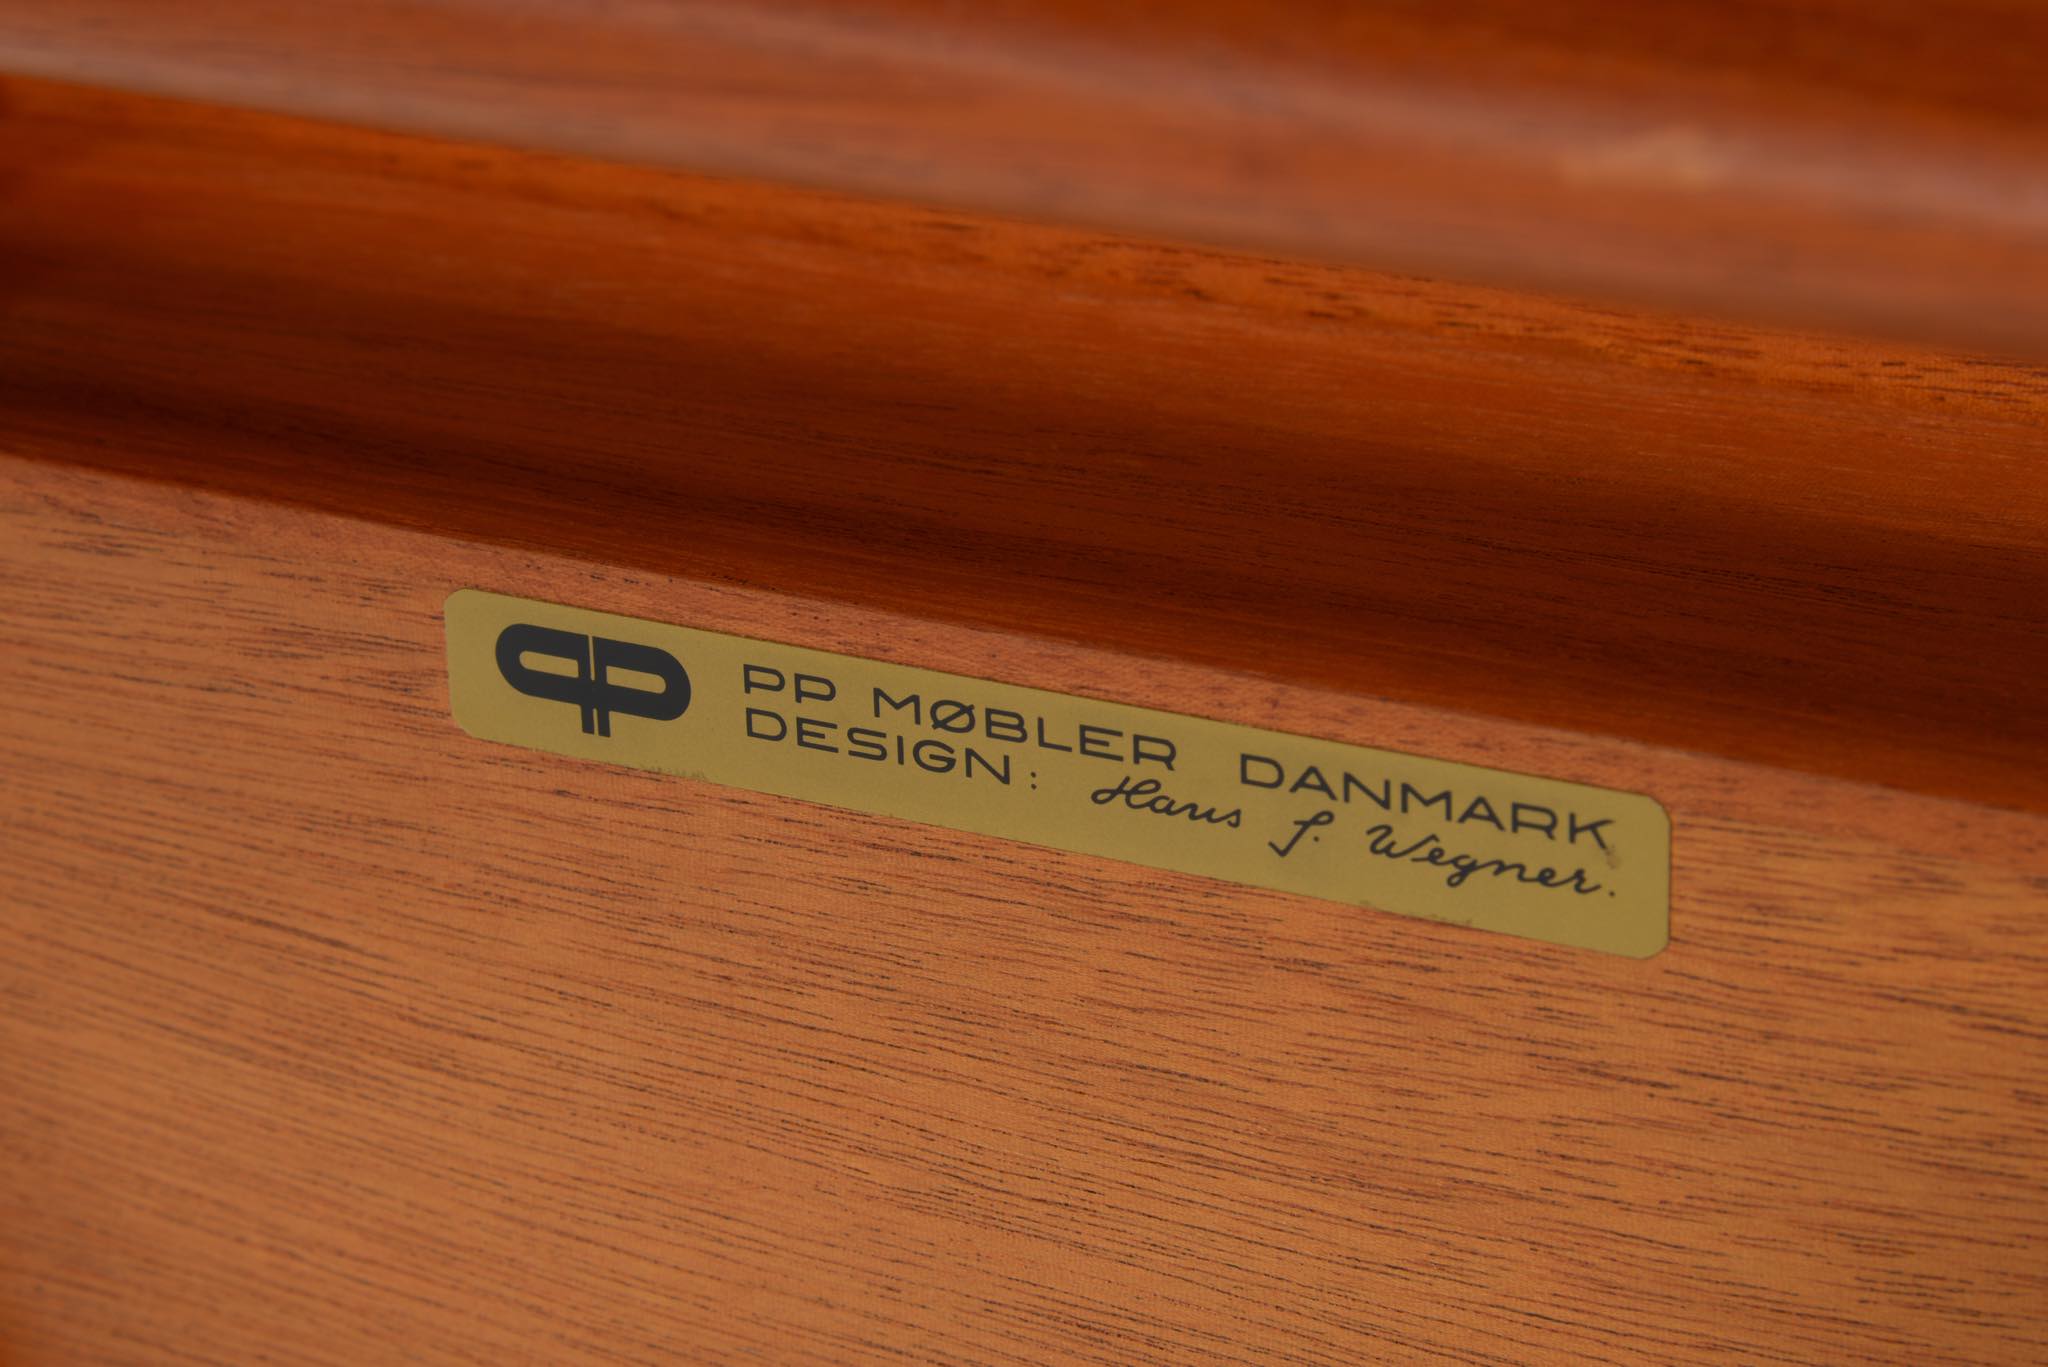 PP MØBLER DANMARK
DESIGN: Hans J. Wegner.